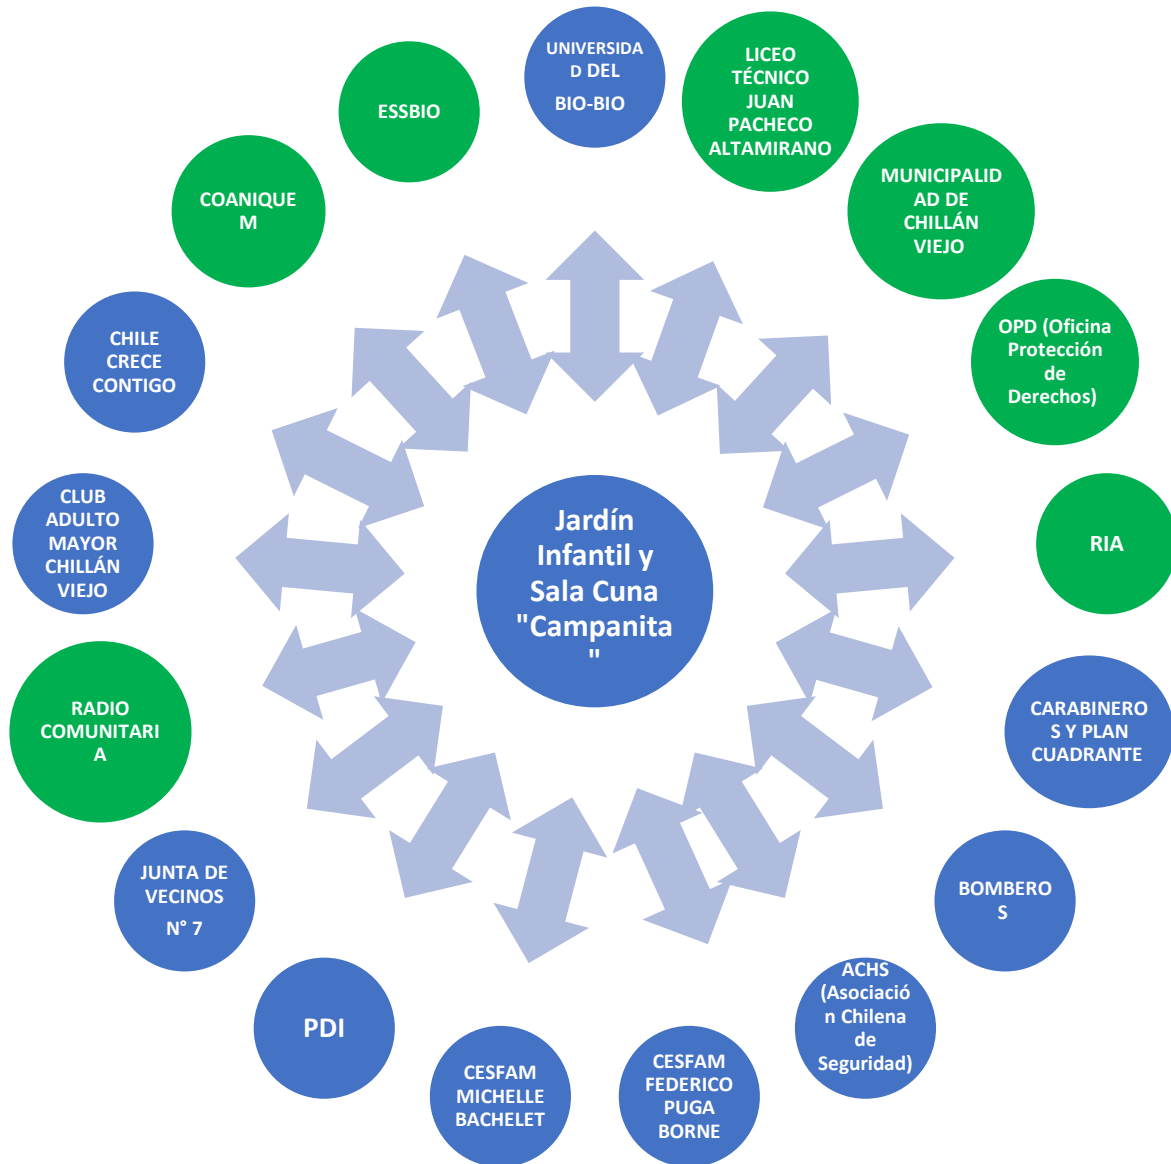 UNIVERSIDA
D DEL
BIO-BIO
LICEO
TÉCNICO
JUAN
PACHECO
ALTAMIRANO
MUNICIPALID
AD DE
CHILLÁN
VIEJO
OPD (Oficina
Protección
de
Derechos)
RIA
CARABINERO
S Y PLAN
CUADRANTE
BOMBERO
S
ACHS
(Asociació
n Chilena
de
Seguridad)
CESFAM
FEDERICO
PUGA
BORNE
CESFAM
MICHELLE
BACHELET
PDI
JUNTA DE
VECINOS
N° 7
RADIO
COMUNITARI
A
CLUB
ADULTO
MAYOR
CHILLÁN
VIEJO
CHILE
CRECE
CONTIGO
COANIQUE
M
ESSBIO
Jardín
Infantil y
Sala Cuna
"Campanita
"